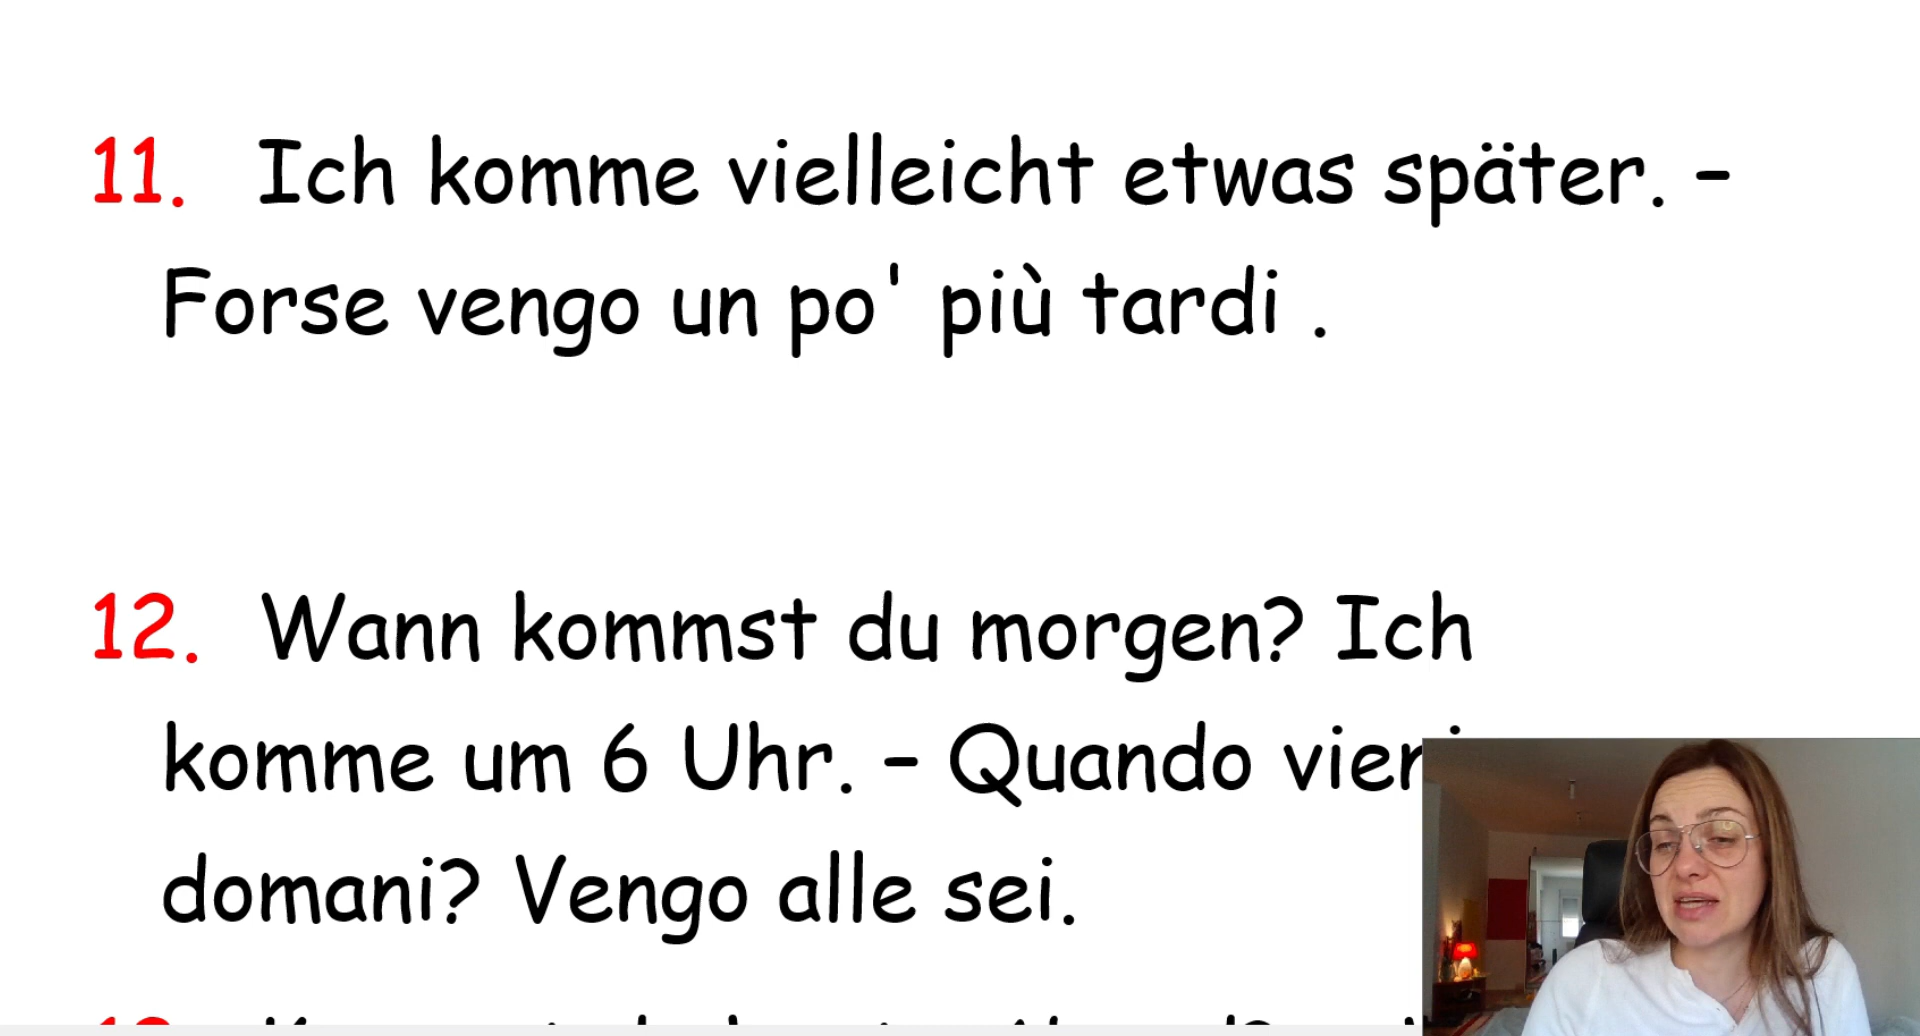 11. Ich komme vielleicht etwas später. –
Forse vengo un po' più tardi .
12. Wann kommst du morgen? Ich
komme um 6 Uhr. – Quando
domani? Vengo alle sei.